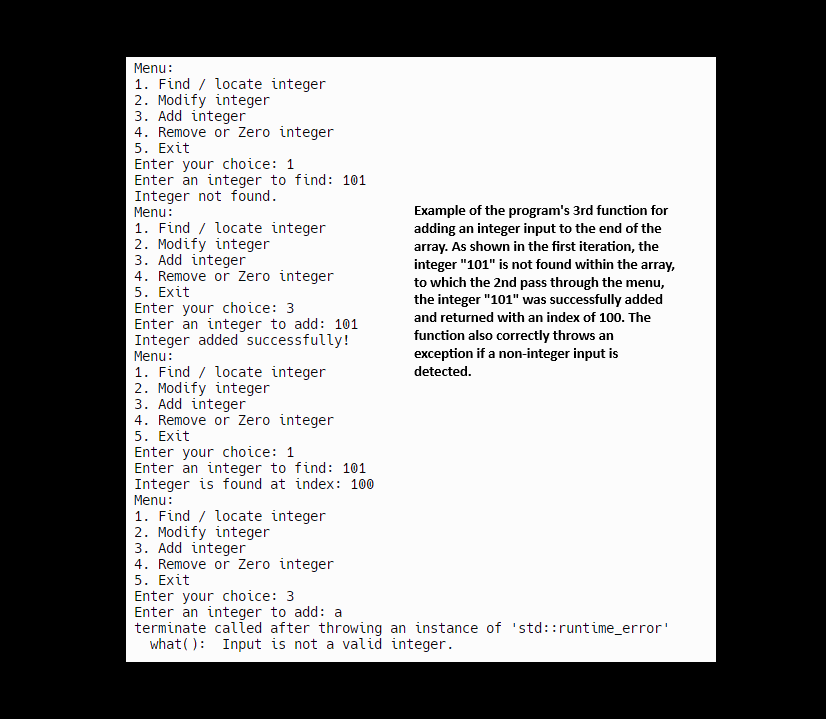 Menu:
1. Find / locate integer
2. Modify integer
3. Add integer
4. Remove or Zero integer
5. Exit
Enter your choice: 1
Enter an integer to find: 101
Integer not found.
Menu:
1. Find / locate integer
2. Modify integer
3. Add integer
4. Remove or Zero integer
5. Exit
Enter your choice: 3
Enter an integer to add: 101
Integer added successfully!
Menu:
1. Find / locate integer
2. Modify integer
3. Add integer
4. Remove or Zero integer
5. Exit
Enter your choice: 1
Enter an integer to find: 101
Integer is found at index: 100
Menu:
1. Find / locate integer
2. Modify integer
3. Add integer
4. Remove or Zero integer
5. Exit
Enter your choice: 3
Enter an integer to add: a
terminate called after throwing an instance of 'std::runtime_error'
  what():  Input is not a valid integer.
Example of the program's 3rd function for
adding an integer input to the end of the
array. As shown in the first iteration, the
integer "101" is not found within the array,
to which the 2nd pass through the menu,
the integer "101" was successfully added
and returned with an index of 100. The
function also correctly throws an
exception if a non-integer input is
detected.